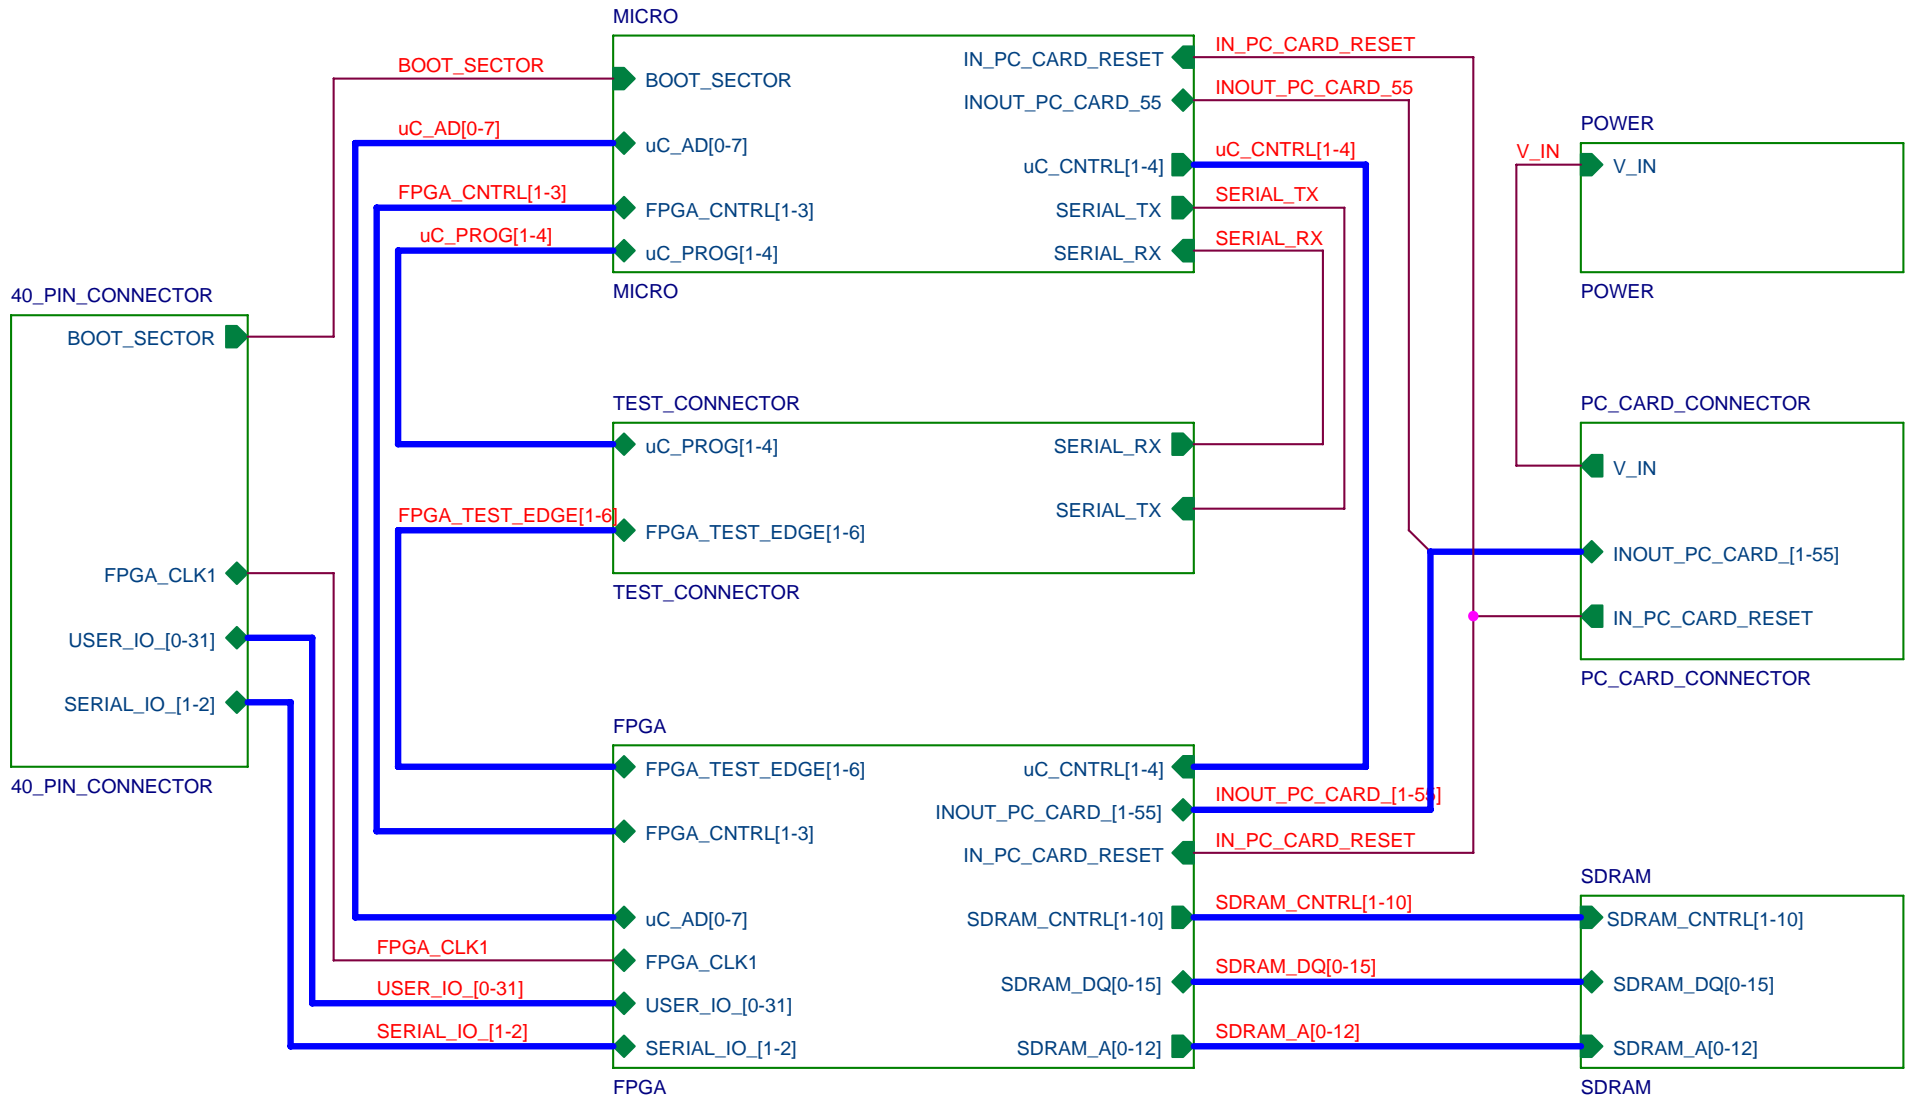 MICRO
BOOT_SECTOR
BOOT_SECTOR
uC_AD[0-7]
uC_AD[0-7]
FPGA_CNTRL[1-3]
FPGA_CNTRL[1-3]
uC_PROG[1-4]
uC_PROG[1-4]
IN_PC_CARD_RESET
IN_PC_CARD_RESET
INOUT_PC_CARD_55
INOUT_PC_CARD_55
uC_CNTRL[1-4]
uC_CNTRL[1-4]
SERIAL_TX
SERIAL_TX
SERIAL_RX
SERIAL_RX
MICRO
POWER
V_IN
V_IN
POWER
40_PIN_CONNECTOR
BOOT_SECTOR
FPGA_CLK1
USER_IO_[0-31]
SERIAL_IO_[1-2]
40_PIN_CONNECTOR
TEST_CONNECTOR
uC_PROG[1-4]
SERIAL_RX
FPGA_TEST_EDGE[1-6]
FPGA_TEST_EDGE[1-6]
SERIAL_TX
TEST_CONNECTOR
PC_CARD_CONNECTOR
V_IN
INOUT_PC_CARD_[1-55]
IN_PC_CARD_RESET
PC_CARD_CONNECTOR
FPGA
FPGA_TEST_EDGE[1-6]
FPGA_CNTRL[1-3]
uC_AD[0-7]
FPGA_CLK1
FPGA_CLK1
USER_IO_[0-31]
USER_IO_[0-31]
SERIAL_IO_[1-2]
SERIAL_IO_[1-2]
uC_CNTRL[1-4]
INOUT_PC_CARD_[1-55]
INOUT_PC_CARD_[1-55]
IN_PC_CARD_RESET
IN_PC_CARD_RESET
SDRAM_CNTRL[1-10]
SDRAM_CNTRL[1-10]
SDRAM_DQ[0-15]
SDRAM_DQ[0-15]
SDRAM_A[0-12]
SDRAM_A[0-12]
FPGA
SDRAM
SDRAM_CNTRL[1-10]
SDRAM_DQ[0-15]
SDRAM_A[0-12]
SDRAM